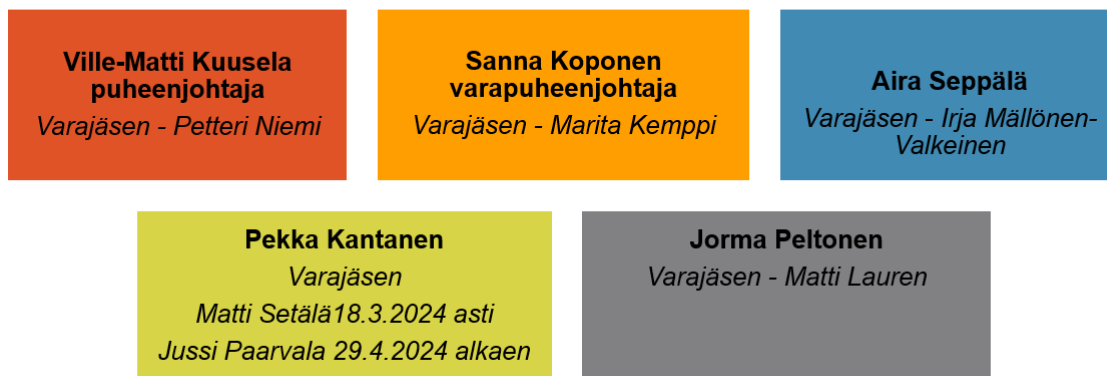 Ville-Matti Kuusela
puheenjohtaja
Varajäsen - Petteri Niemi
Sanna Koponen
varapuheenjohtaja
Varajäsen - Marita Kemppi
Aira Seppälä
Varajäsen - Irja Mällönen-
Valkeinen
Pekka Kantanen
Varajäsen
Matti Setälä18.3.2024 asti
Jussi Paarvala 29.4.2024 alkaen
Jorma Peltonen
Varajäsen - Matti Lauren